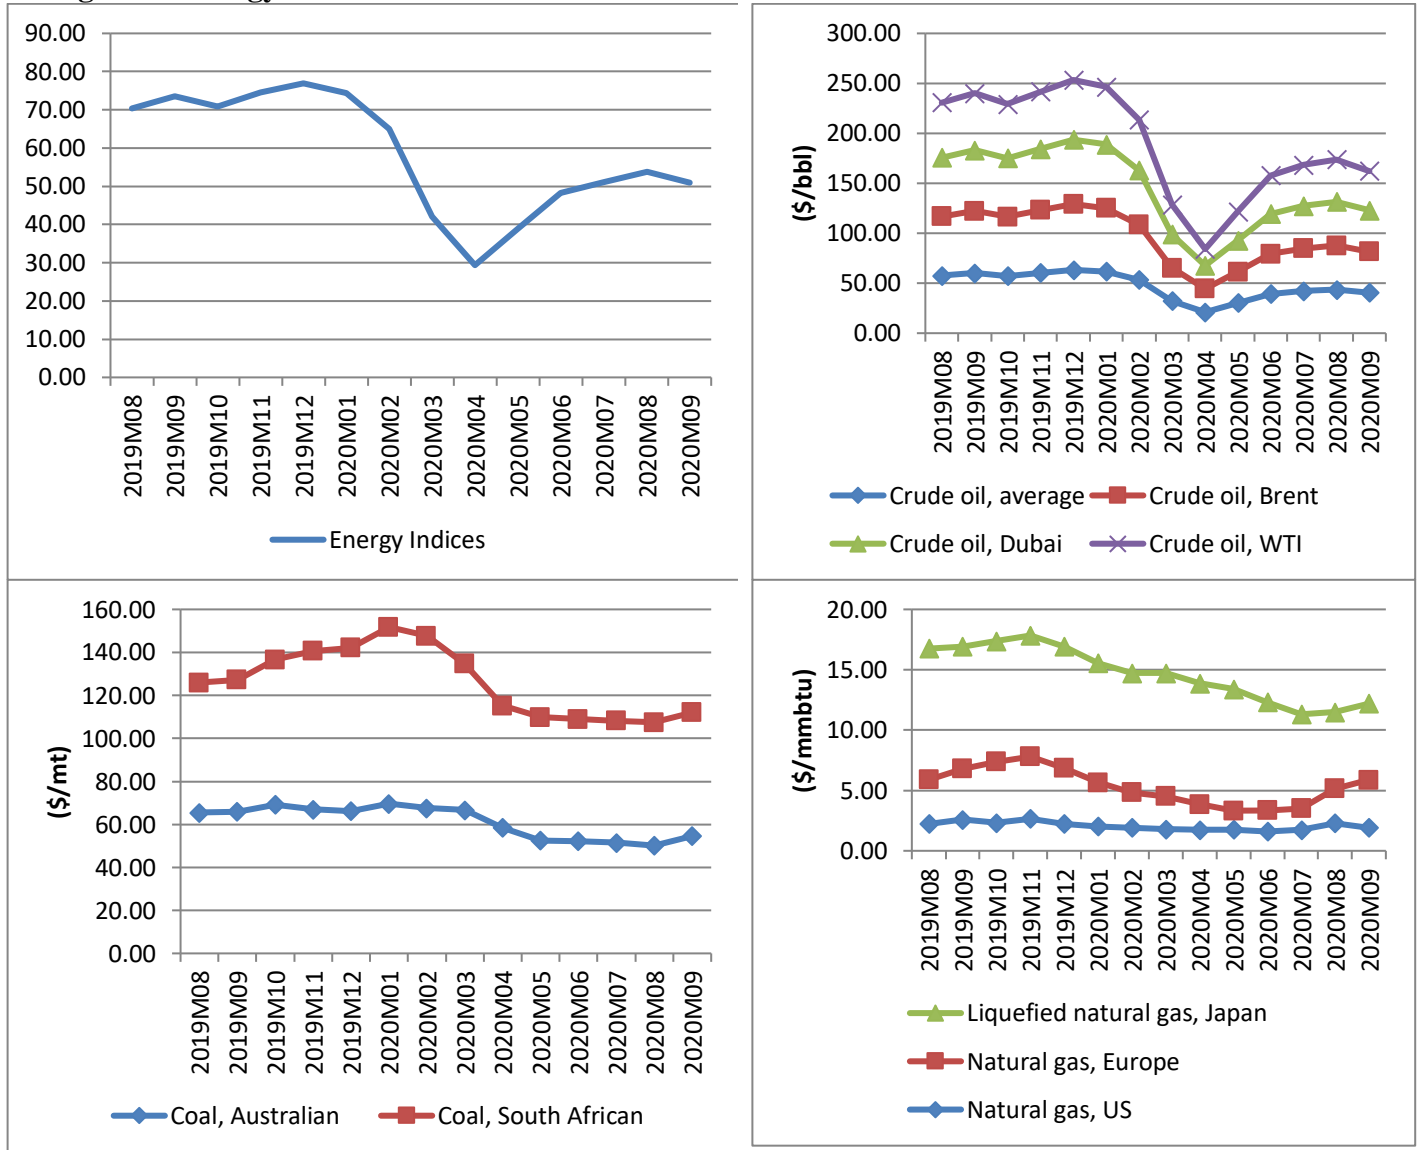 90.00
80.00
70.00
60.00
50.00
40.00
30.00
20.00
10.00
0.00
2019M08
2019M09
2019M10
2019M11
2019M12
2020M01
2020M02
2020M03
2020M04
2020M05
2020M06
2020M07
2020M08
2020M09
Energy Indices
($/bbl)
300.00
250.00
200.00
150.00
100.00
50.00
0.00
2019M08
2019M09
2019M10
2019M11
2019M12
2020M01
2020M02
2020M03
2020M04
2020M05
2020M06
2020M07
2020M08
2020M09
Crude oil, average
Crude oil, Brent
Crude oil, Dubai
Crude oil, WTI
($/mt)
160.00
140.00
120.00
100.00
80.00
60.00
40.00
20.00
0.00
2019M08
2019M09
2019M10
2019M11
2019M12
2020M01
2020M02
2020M03
2020M04
2020M05
2020M06
2020M07
2020M08
2020M09
Coal, Australian
Coal, South African
($/mmbtu)
20.00
15.00
10.00
5.00
0.00
2019M08
2019M09
2019M10
2019M11
2019M12
2020M01
2020M02
2020M03
2020M04
2020M05
2020M06
2020M07
2020M08
2020M09
Liquefied natural gas, Japan
Natural gas, Europe
Natural gas, US